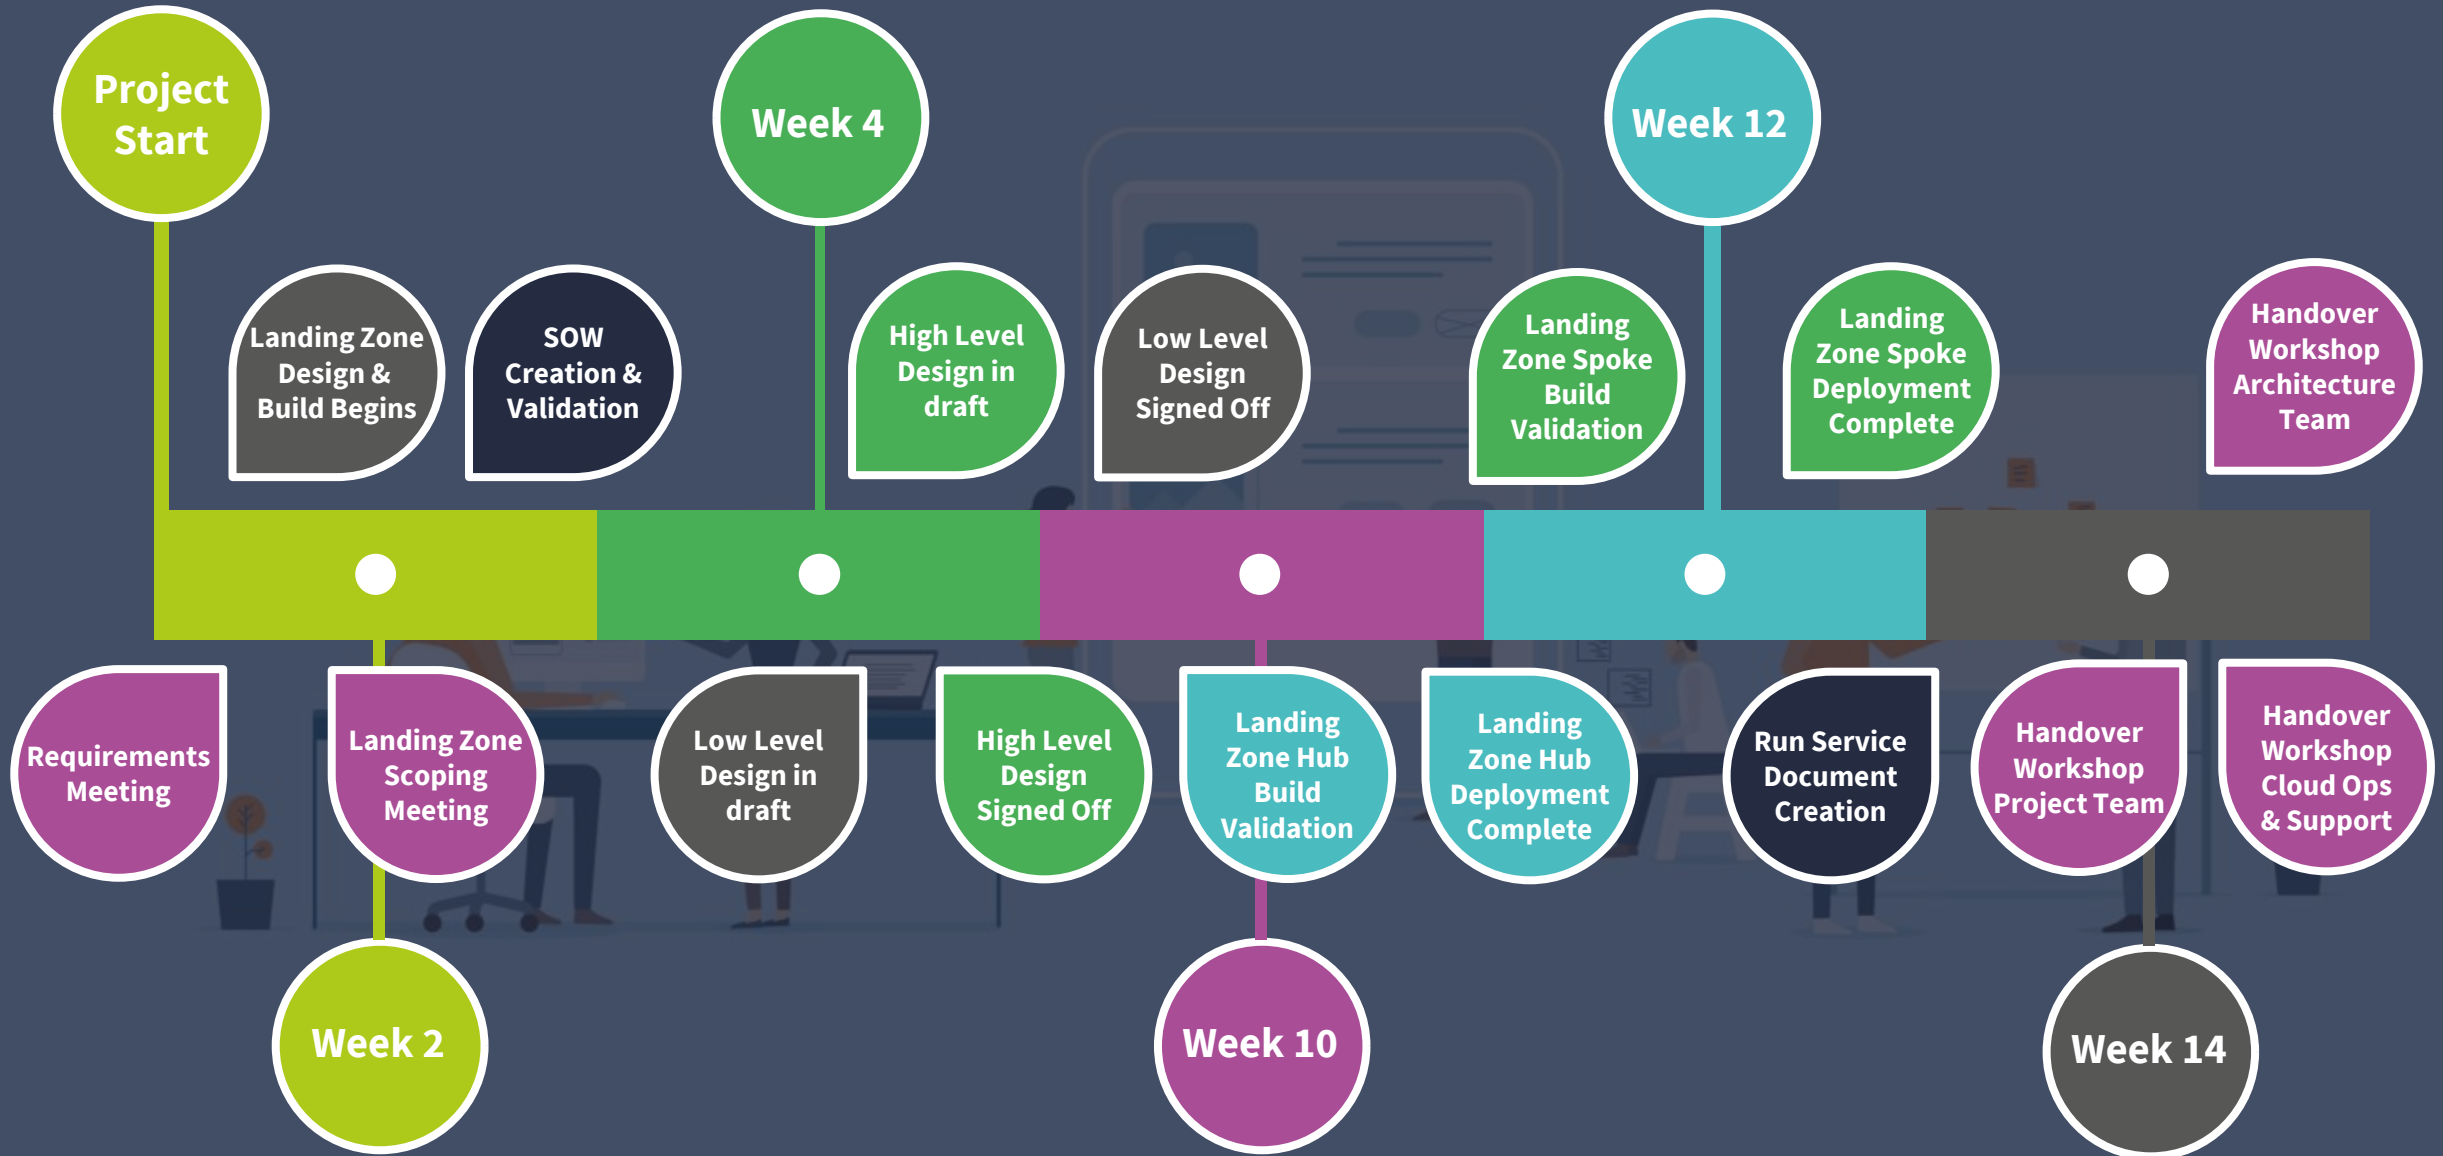 Project
Start
Week 4
Week 12
Landing Zone
Design &
Build Begins
SOW
Creation &
Validation
High Level
Design in
draft
Low Level
Design
Signed Off
Landing
Zone Spoke
Build
Validation
Landing
Zone Spoke
Deployment
Complete
Handover
Workshop
Architecture
Team
Requirements
Meeting
Landing Zone
Scoping
Meeting
Low Level
Design in
draft
High Level
Design
Signed Off
Landing
Zone Hub
Build
Validation
Landing
Zone Hub
Deployment
Complete
Run Service
Document
Creation
Handover
Workshop
Project Team
Handover
Workshop
Cloud Ops
& Support
Week 2
Week 10
Week 14